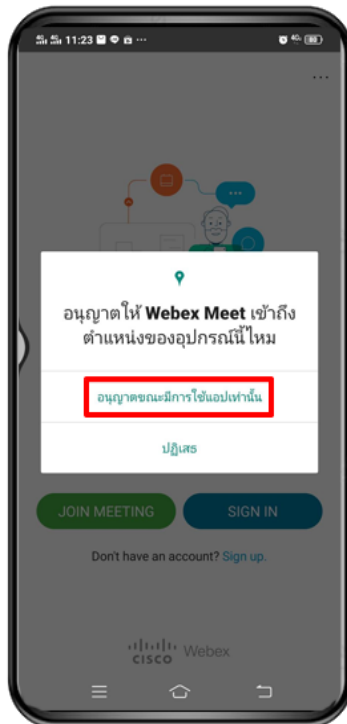 11:23
80
...
อนุญาตให้ Webex Meet เข้าถึง
ตำแหน่งของอุปกรณ์นี้ไหม
อนุญาตขณะมีการใช้แอปเท่านั้น
ปฏิเสธ
JOIN MEETING
SIGN IN
Don't have an account? Sign up.
CISCO Webex